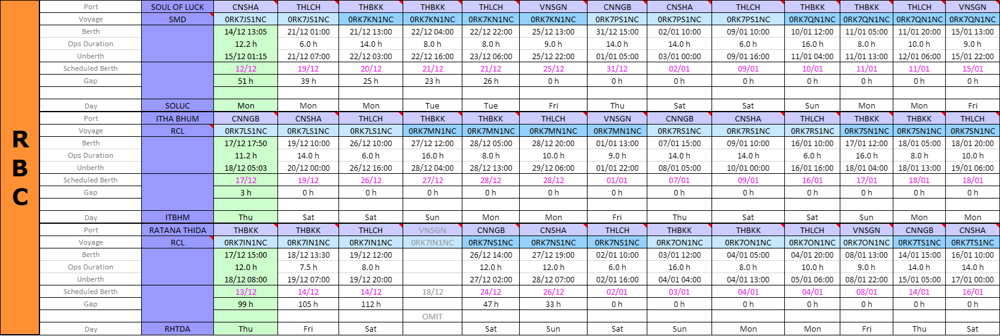 RBC
Port SOUL OF LUCK CNSHA THLCH THBKK THBKK THLCH VNSGN CNNGB CNSHA THLCH THBKK THBKK THLCH VNSGN
Voyage SMD 0RK7JS1NC 0RK7JS1NC 0RK7KN1NC 0RK7KN1NC 0RK7KN1NC 0RK7KN1NC 0RK7PS1NC 0RK7PS1NC 0RK7PS1NC 0RK7QN1NC 0RK7QN1NC 0RK7QN1NC 0RK7QN1NC
Berth 14/12 13:05 21/12 01:00 21/12 13:00 22/12 04:00 22/12 22:00 25/12 13:00 31/12 15:00 02/01 10:00 09/01 10:00 10/01 12:00 11/01 05:00 11/01 20:00 15/01 13:00
Ops Duration 12.2 h 6.0 h 14.0 h 8.0 h 8.0 h 9.0 h 14.0 h 14.0 h 6.0 h 16.0 h 8.0 h 10.0 h 9.0 h
Unberth 15/12 01:15 21/12 07:00 22/12 03:00 22/12 16:00 23/12 06:00 25/12 22:00 01/01 05:00 03/01 00:00 09/01 16:00 11/01 04:00 11/01 13:00 12/01 06:00 15/01 22:00
Scheduled Berth 12/12 19/12 20/12 21/12 21/12 25/12 31/12 02/01 09/01 10/01 11/01 11/01 15/01
Gap 51 h 39 h 25 h 23 h 26 h 0 h 0 h 0 h 0 h 0 h 0 h 0 h 0 h
Day SOLUC Mon Mon Mon Tue Tue Fri Thu Sat Sat Sun Mon Mon Fri
Port ITHA BHUM CNNGB CNSHA THLCH THBKK THBKK THLCH VNSGN CNNGB CNSHA THLCH THBKK THBKK THLCH
Voyage RCL 0RK7LS1NC 0RK7LS1NC 0RK7LS1NC 0RK7MN1NC 0RK7MN1NC 0RK7MN1NC 0RK7MN1NC 0RK7RS1NC 0RK7RS1NC 0RK7RS1NC 0RK7SN1NC 0RK7SN1NC 0RK7SN1NC
Berth 17/12 17:50 19/12 10:00 26/12 10:00 27/12 12:00 28/12 05:00 28/12 20:00 01/01 13:00 07/01 15:00 09/01 10:00 16/01 10:00 17/01 12:00 18/01 05:00 18/01 20:00
Ops Duration 11.2 h 14.0 h 6.0 h 16.0 h 8.0 h 10.0 h 9.0 h 14.0 h 14.0 h 6.0 h 16.0 h 8.0 h 10.0 h
Unberth 18/12 05:03 20/12 00:00 26/12 16:00 28/12 04:00 28/12 13:00 29/12 06:00 01/01 22:00 08/01 05:00 10/01 00:00 16/01 16:00 18/01 04:00 18/01 13:00 19/01 06:00
Scheduled Berth 17/12 19/12 26/12 27/12 28/12 28/12 01/01 07/01 09/01 16/01 17/01 18/01 18/01
Gap 3 h 0 h 0 h 0 h 0 h 0 h 0 h 0 h 0 h 0 h 0 h 0 h 0 h
Day ITBHM Thu Sat Sat Sun Mon Mon Fri Thu Sat Sat Sun Mon Mon
Port RATANA THIDA THBKK THBKK THLCH VNSGN CNNGB CNSHA THLCH THBKK THBKK THLCH VNSGN CNNGB CNSHA
Voyage RCL 0RK7IN1NC 0RK7IN1NC 0RK7IN1NC 0RK7IN1NC 0RK7NS1NC 0RK7NS1NC 0RK7NS1NC 0RK7ON1NC 0RK7ON1NC 0RK7ON1NC 0RK7ON1NC 0RK7TS1NC 0RK7TS1NC
Berth 17/12 15:00 18/12 13:30 19/12 12:00 26/12 14:00 27/12 19:00 02/01 10:00 03/01 12:00 04/01 05:00 04/01 20:00 08/01 13:00 14/01 15:00 16/01 10:00
Ops Duration 12.0 h 7.5 h 8.0 h 12.0 h 12.0 h 6.0 h 16.0 h 8.0 h 10.0 h 9.0 h 14.0 h 14.0 h
Unberth 18/12 08:00 19/12 07:00 19/12 20:00 27/12 02:00 28/12 07:00 02/01 16:00 04/01 04:00 04/01 13:00 05/01 06:00 08/01 22:00 15/01 05:00 17/01 00:00
Scheduled Berth 13/12 14/12 14/12 18/12 24/12 26/12 02/01 03/01 04/01 04/01 08/01 14/01 16/01
Gap 99 h 105 h 112 h 47 h 33 h 0 h 0 h 0 h 0 h 0 h 0 h 0 h
OMIT
Day RHTDA Thu Fri Sat Sat Sun Sat Sun Mon Mon Fri Thu Sat